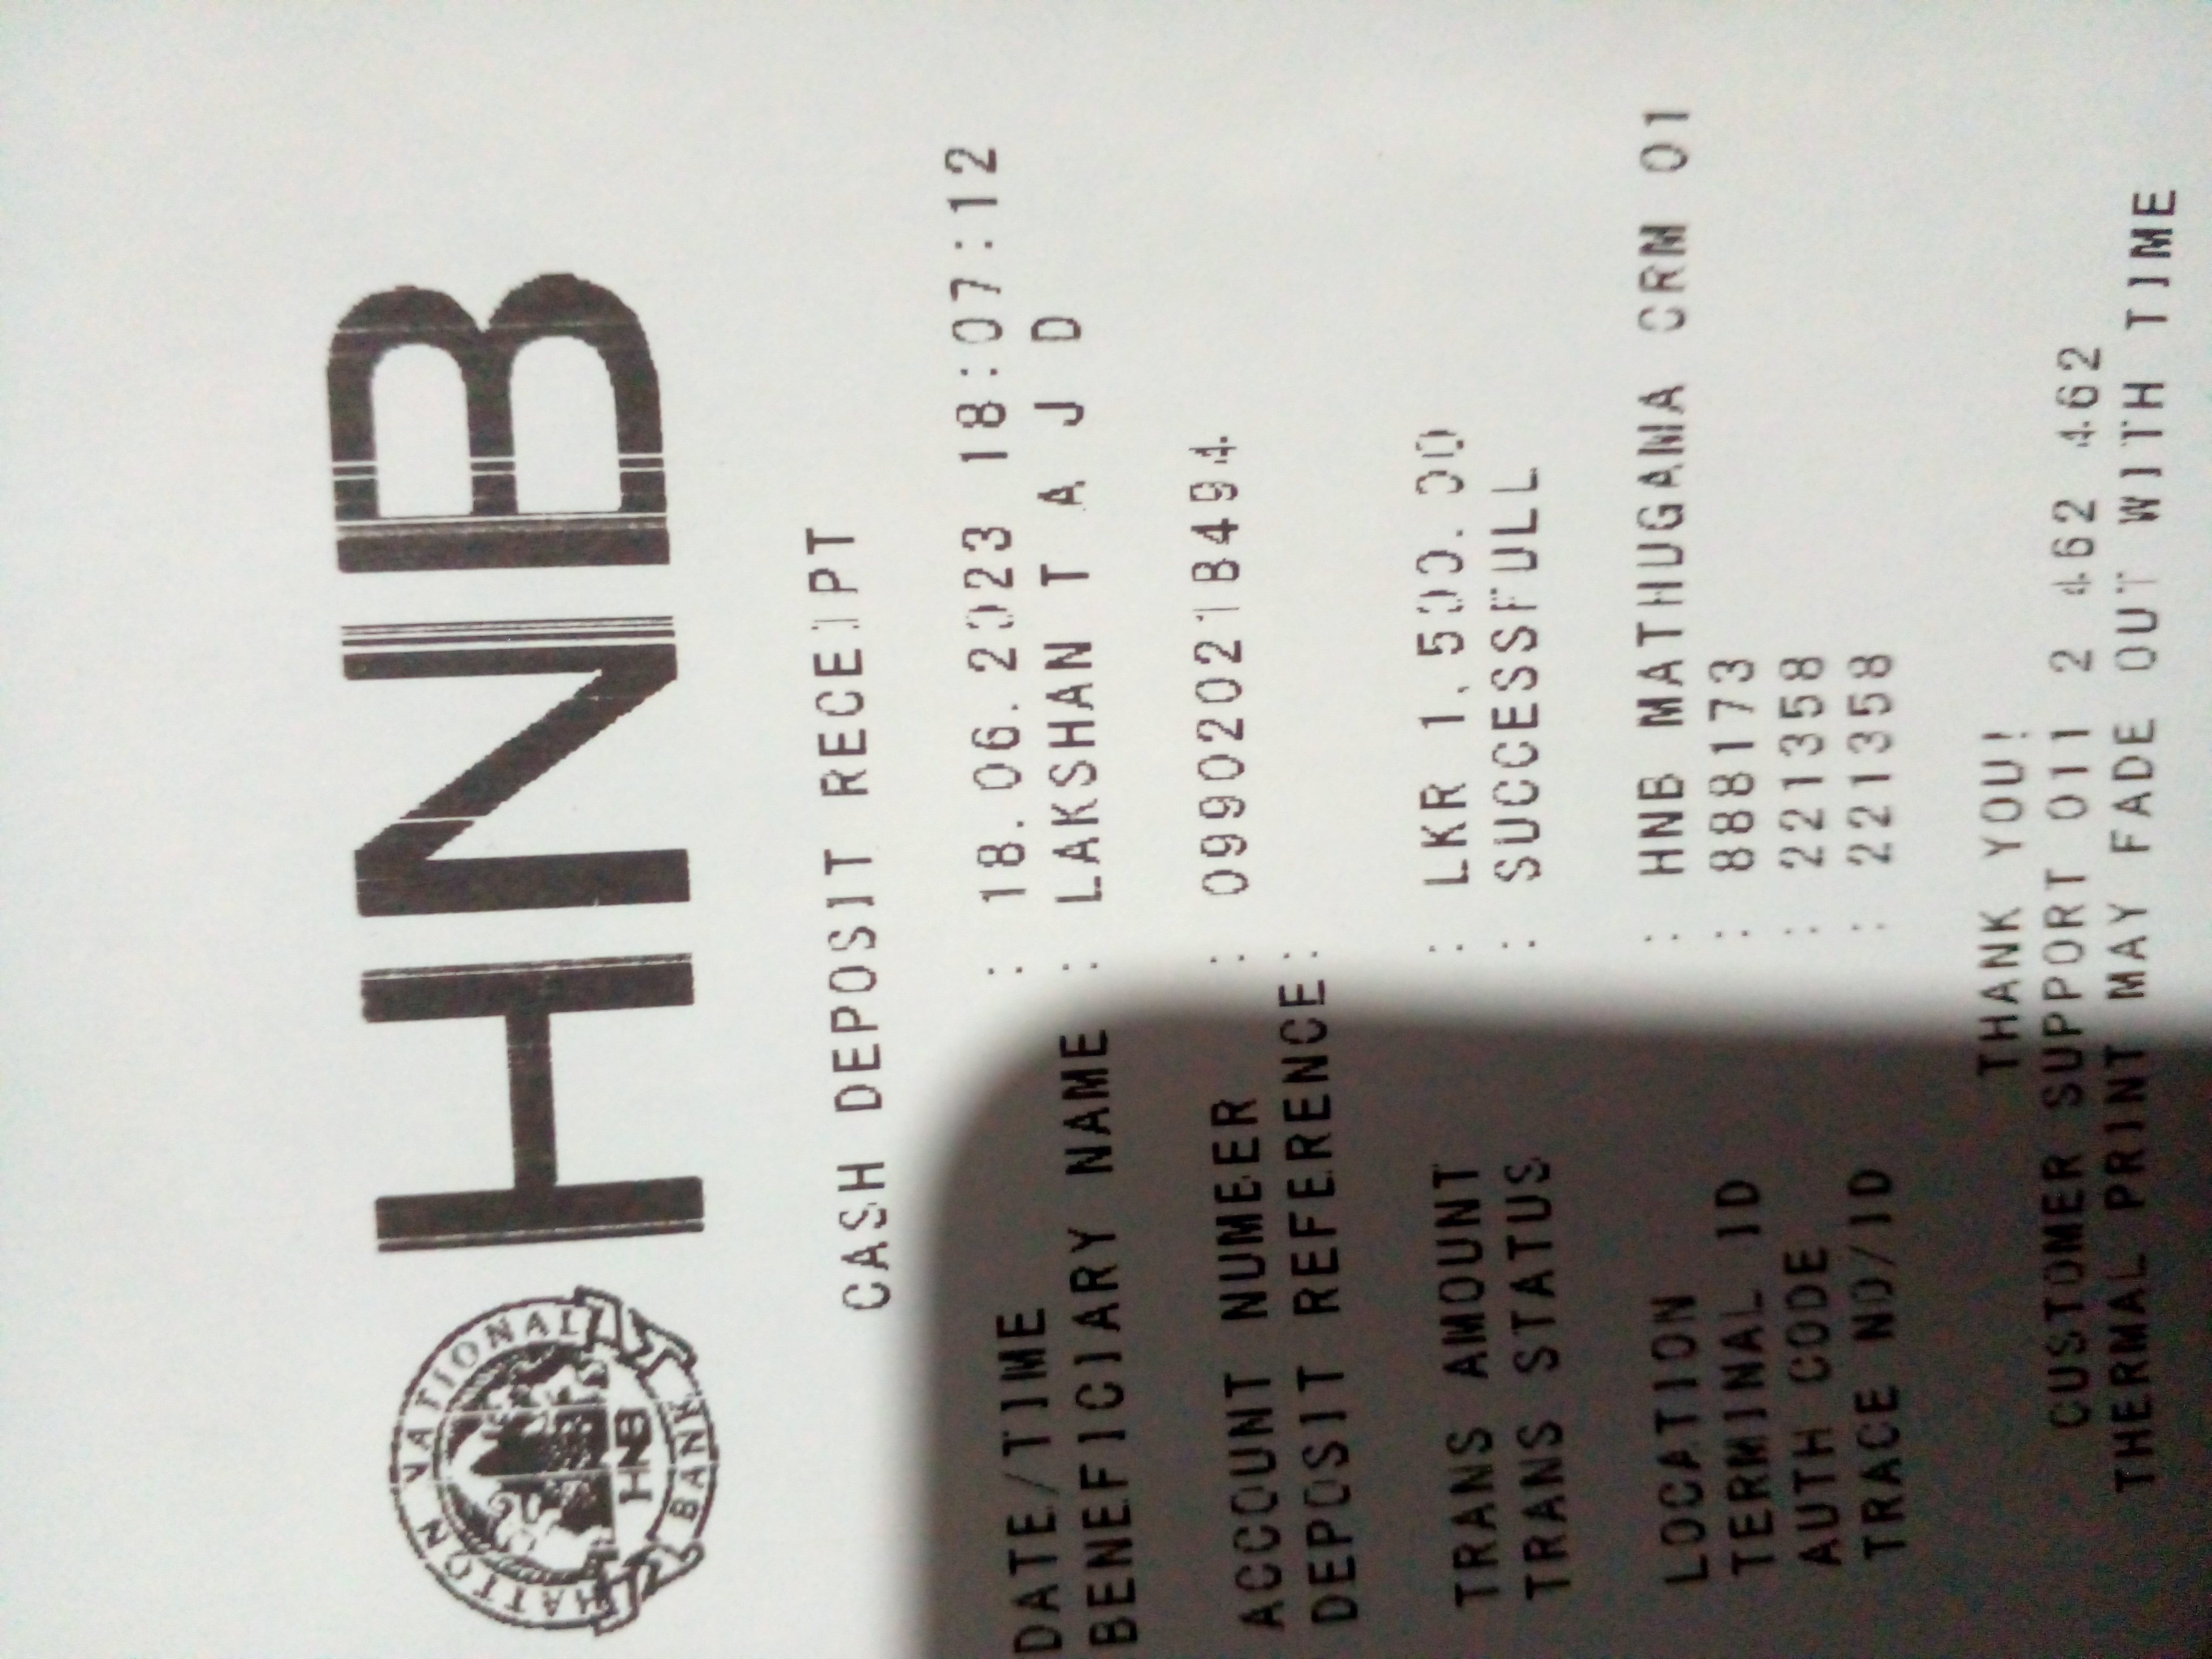 HATTON NATIONAL BANK
HNB
HNB
CASH DEPOSIT RECEIPT
DATE/TIME : 18.06.2023 18:07:12
BENEFICIARY NAME : LAKSHAN T A J D
ACCOUNT NUMBER : 099020218494
DEPOSIT REFERENCE :
TRANS AMOUNT : LKR 1,500.00
TRANS STATUS : SUCCESSFULL
LOCATION : HNB MATHUGAMA CRM 01
TERMINAL ID : 888173
AUTH CODE : 221358
TRACE NO/ID : 221358
THANK YOU!
CUSTOMER SUPPORT 011 2 462 462
THERMAL PRINT MAY FADE OUT WITH TIME